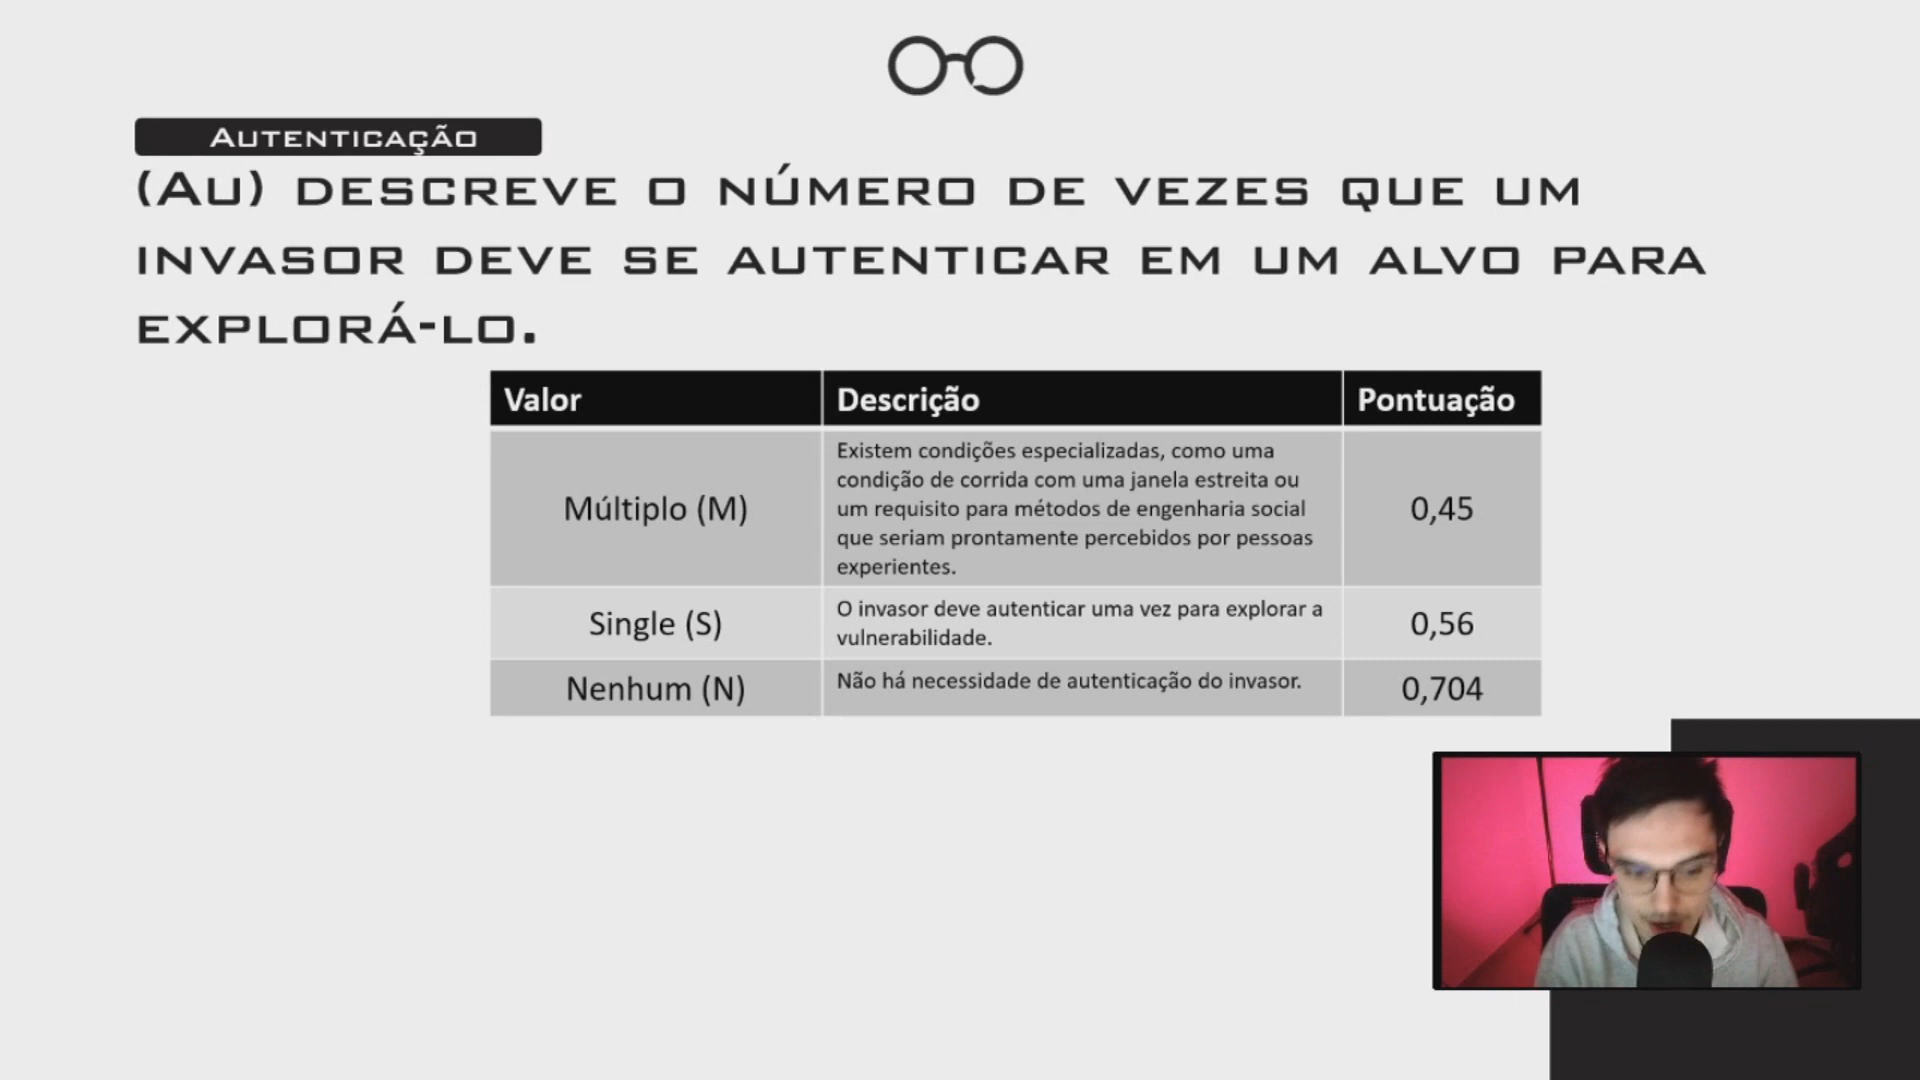 Autenticação
(Au) descreve o número de vezes que um
invasor deve se autenticar em um alvo para
explorá-lo.
Valor Descrição Pontuação
Múltiplo (M) Existem condições especializadas, como uma
condição de corrida com uma janela estreita ou
um requisito para métodos de engenharia social
que seriam prontamente percebidos por pessoas
experientes. 0,45
Single (S) O invasor deve autenticar uma vez para explorar a
vulnerabilidade. 0,56
Nenhum (N) Não há necessidade de autenticação do invasor. 0,704